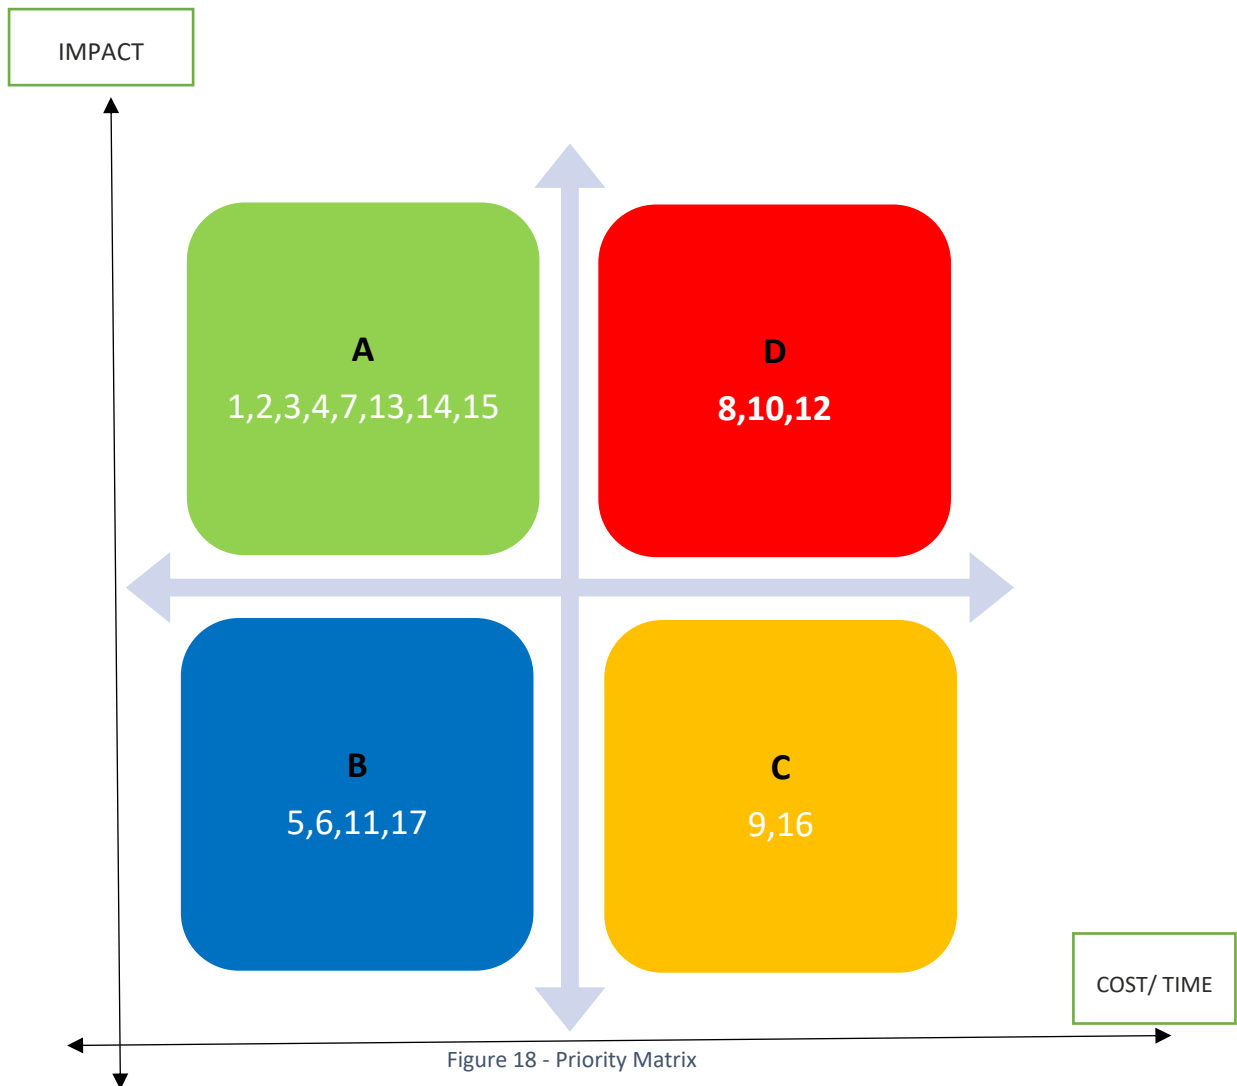 IMPACT
A
1,2,3,4,7,13,14,15
D
8,10,12
B
5,6,11,17
C
9,16
COST/ TIME
Figure 18 - Priority Matrix